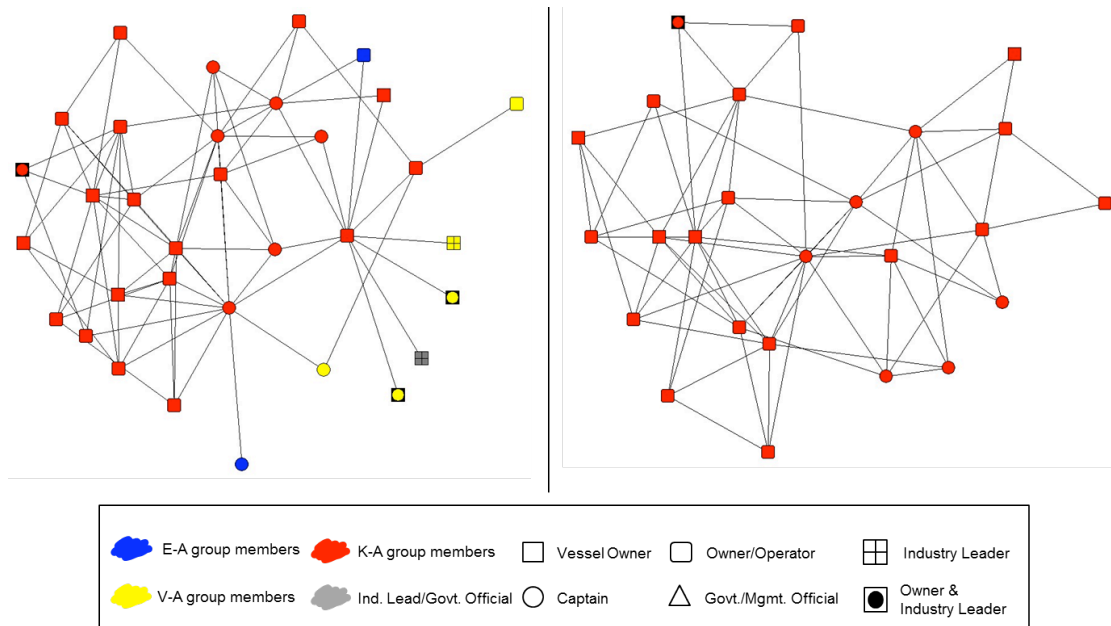 E-A group members
K-A group members
Vessel Owner
Owner/Operator
Industry Leader
V-A group members
Ind. Lead/Govt. Official
Captain
Govt./Mgmt. Official
Owner &
Industry Leader